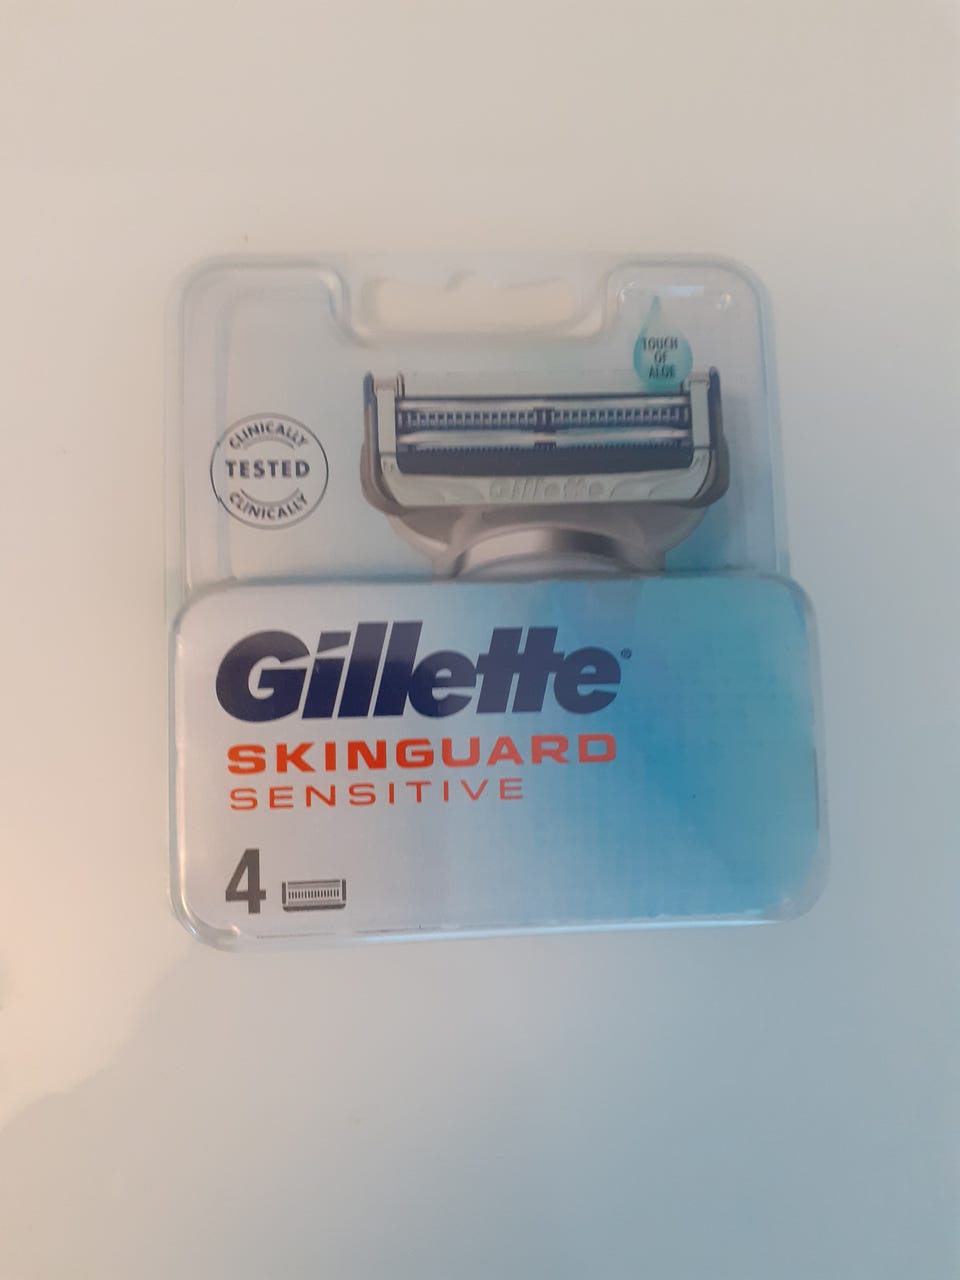 TOUCH
OF
ALOE
CLINICALLY
TESTED
CLINICALLY
Gillette
Gillette®
SKINGUARD
SENSITIVE
4